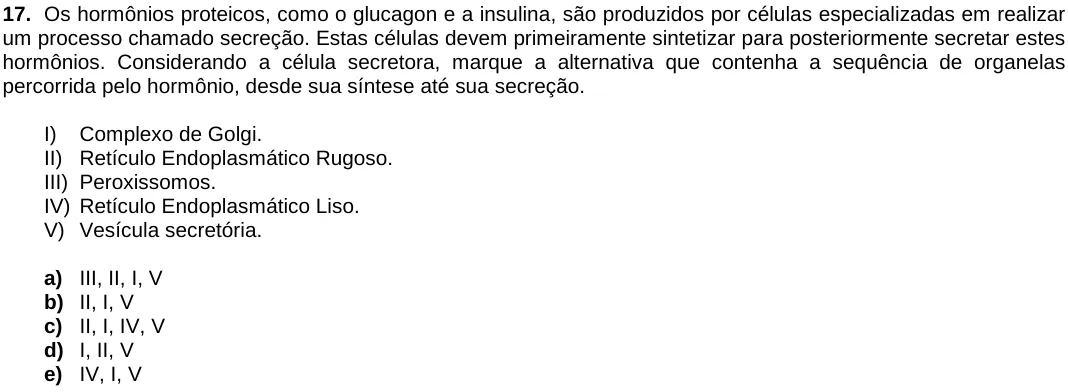 17. Os hormônios proteicos, como o glucagon e a insulina, são produzidos por células especializadas em realizar
um processo chamado secreção. Estas células devem primeiramente sintetizar para posteriormente secretar estes
hormônios. Considerando a célula secretora, marque a alternativa que contenha a sequência de organelas
percorrida pelo hormônio, desde sua síntese até sua secreção.
I) Complexo de Golgi.
II) Retículo Endoplasmático Rugoso.
III) Peroxissomos.
IV) Retículo Endoplasmático Liso.
V) Vesícula secretória.
a) III, II, I, V
b) II, I, V
c) II, I, IV, V
d) I, II, V
e) IV, I, V